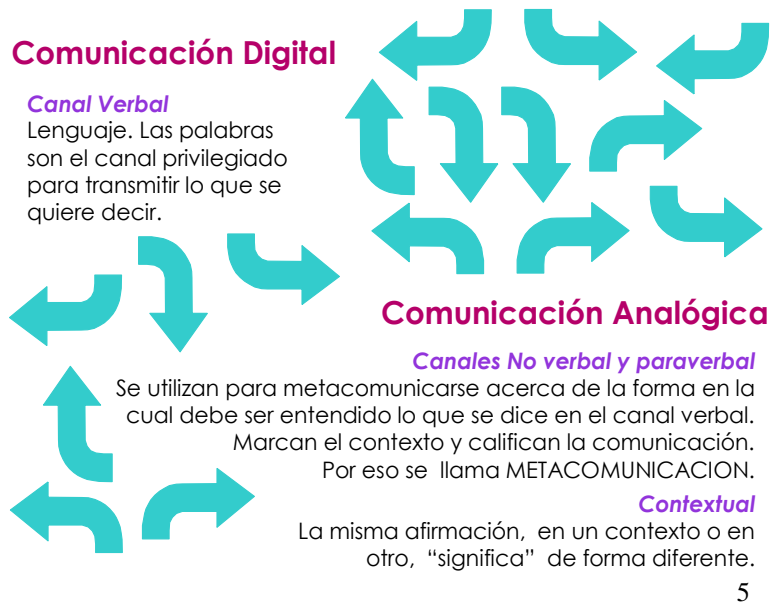 Comunicación Digital
Canal Verbal
Lenguaje. Las palabras
son el canal privilegiado
para transmitir lo que se
quiere decir.
Comunicación Analógica
Canales No verbal y paraverbal
Se utilizan para metacomunicarse acerca de la forma en la
cual debe ser entendido lo que se dice en el canal verbal.
Marcan el contexto y califican la comunicación.
Por eso se llama METACOMUNICACION.
Contextual
La misma afirmación, en un contexto o en
otro, “significa” de forma diferente.
5